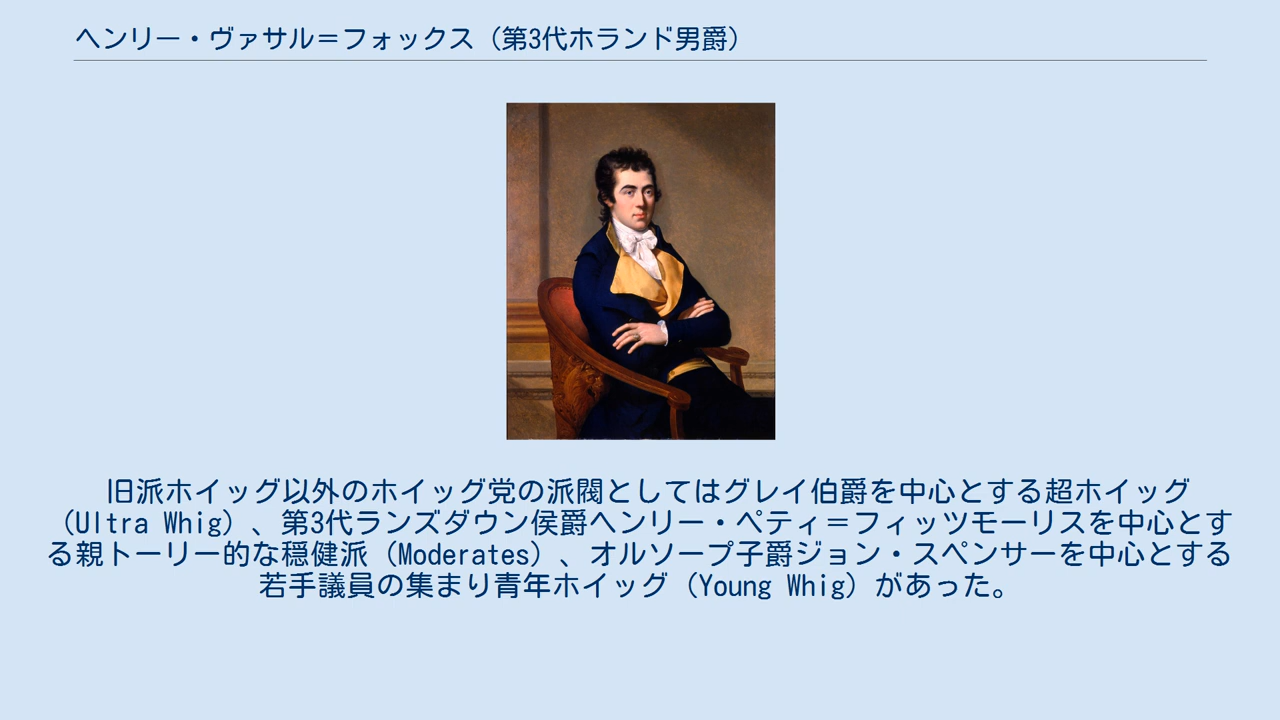 ヘンリー・ヴァサル＝フォックス（第3代ホランド男爵）
旧派ホイッグ以外のホイッグ党の派閥としてはグレイ伯爵を中心とする超ホイッグ
（Ultra Whig）、第3代ランズダウン侯爵ヘンリー・ペティ＝フィッツモーリスを中心とす
る親トーリー的な穏健派（Moderates）、オルソープ子爵ジョン・スペンサーを中心とする
若手議員の集まり青年ホイッグ（Young Whig）があった。